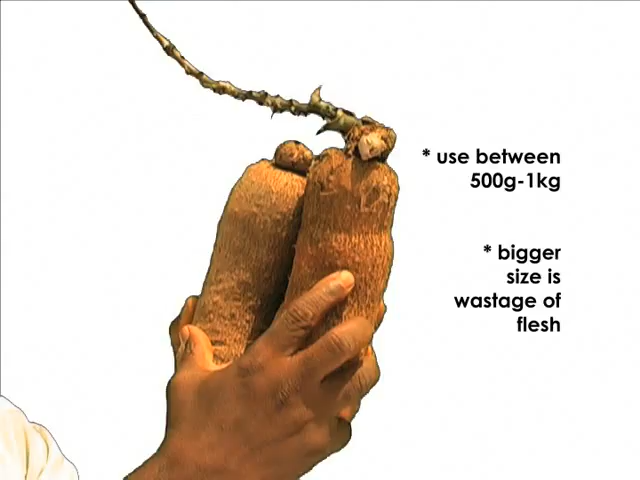 * use between
500g-1kg
* bigger
size is
wastage of
flesh